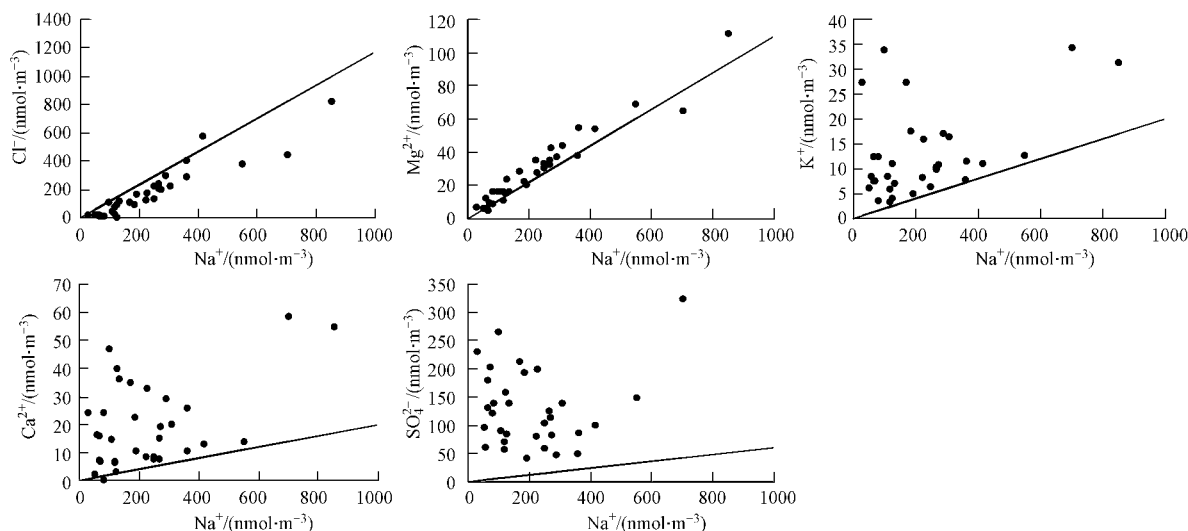 Cl⁻/(nmol·m⁻³)
1400
1200
1000
800
600
400
200
0
0 200 400 600 800 1000
Na⁺/(nmol·m⁻³)
Mg²⁺/(nmol·m⁻³)
120
100
80
60
40
20
0
0 200 400 600 800 1000
Na⁺/(nmol·m⁻³)
K⁺/(nmol·m⁻³)
40
35
30
25
20
15
10
5
0
0 200 400 600 800 1000
Na⁺/(nmol·m⁻³)
Ca²⁺/(nmol·m⁻³)
70
60
50
40
30
20
10
0
0 200 400 600 800 1000
Na⁺/(nmol·m⁻³)
SO₄²⁻/(nmol·m⁻³)
350
300
250
200
150
100
50
0
0 200 400 600 800 1000
Na⁺/(nmol·m⁻³)